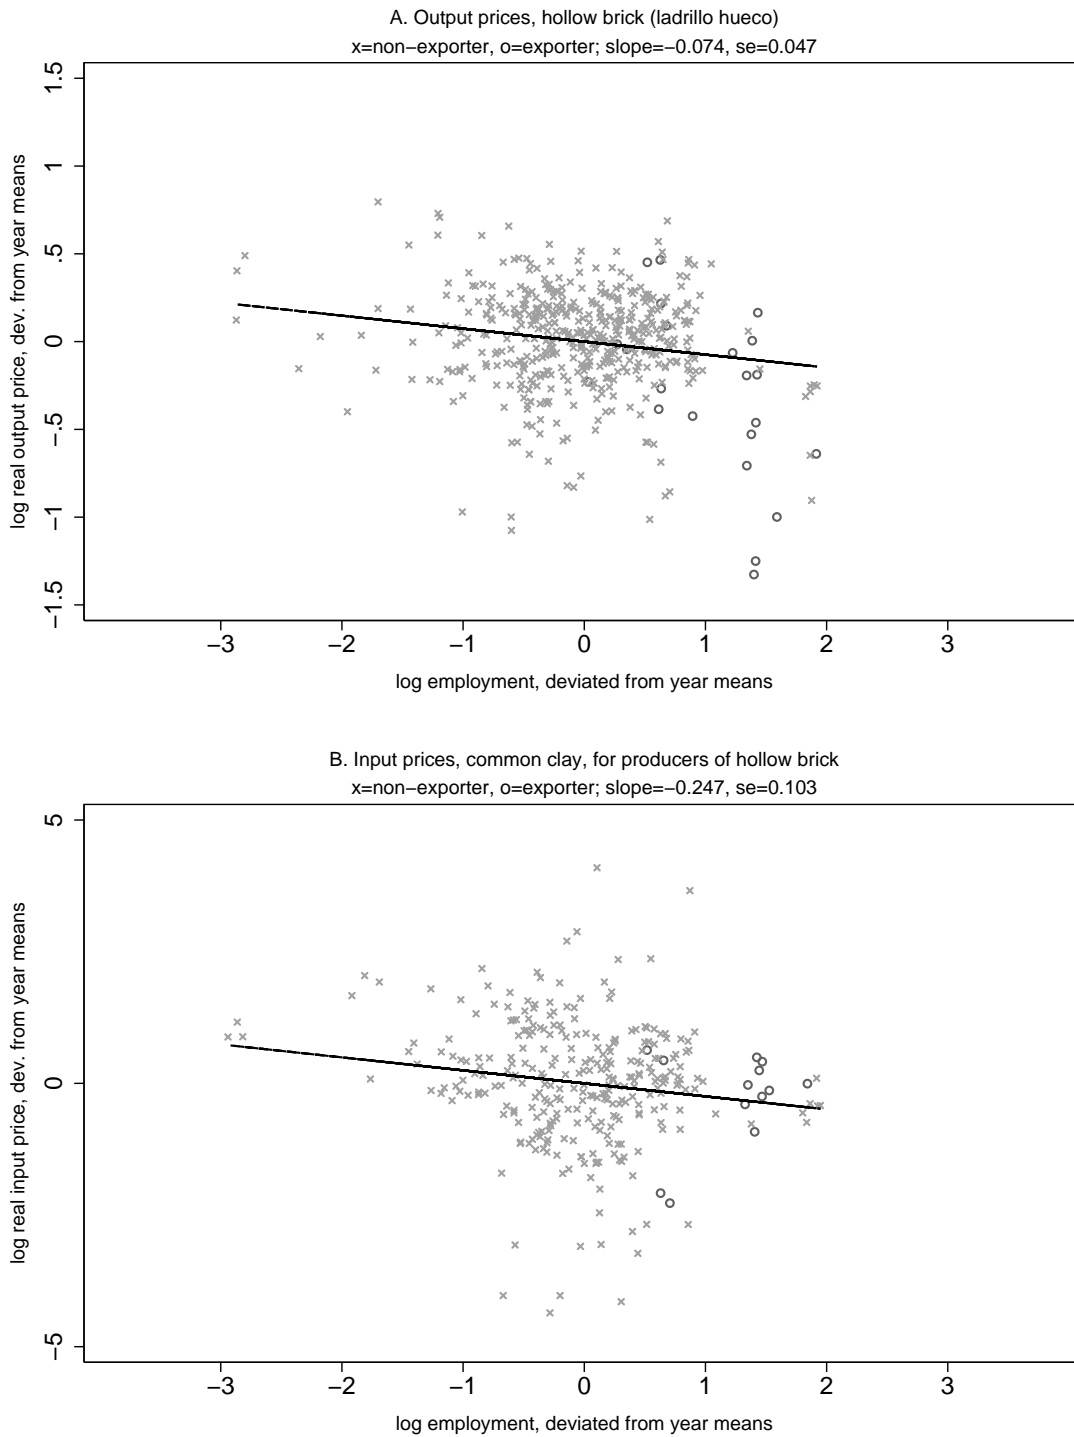 A. Output prices, hollow brick (ladrillo hueco)
x=non−exporter, o=exporter; slope=−0.074, se=0.047
1.5
1
.5
0
−.5
−1
−1.5
log real output price, dev. from year means
−3 −2 −1 0 1 2 3
log employment, deviated from year means
B. Input prices, common clay, for producers of hollow brick
x=non−exporter, o=exporter; slope=−0.247, se=0.103
5
0
−5
log real input price, dev. from year means
−3 −2 −1 0 1 2 3
log employment, deviated from year means